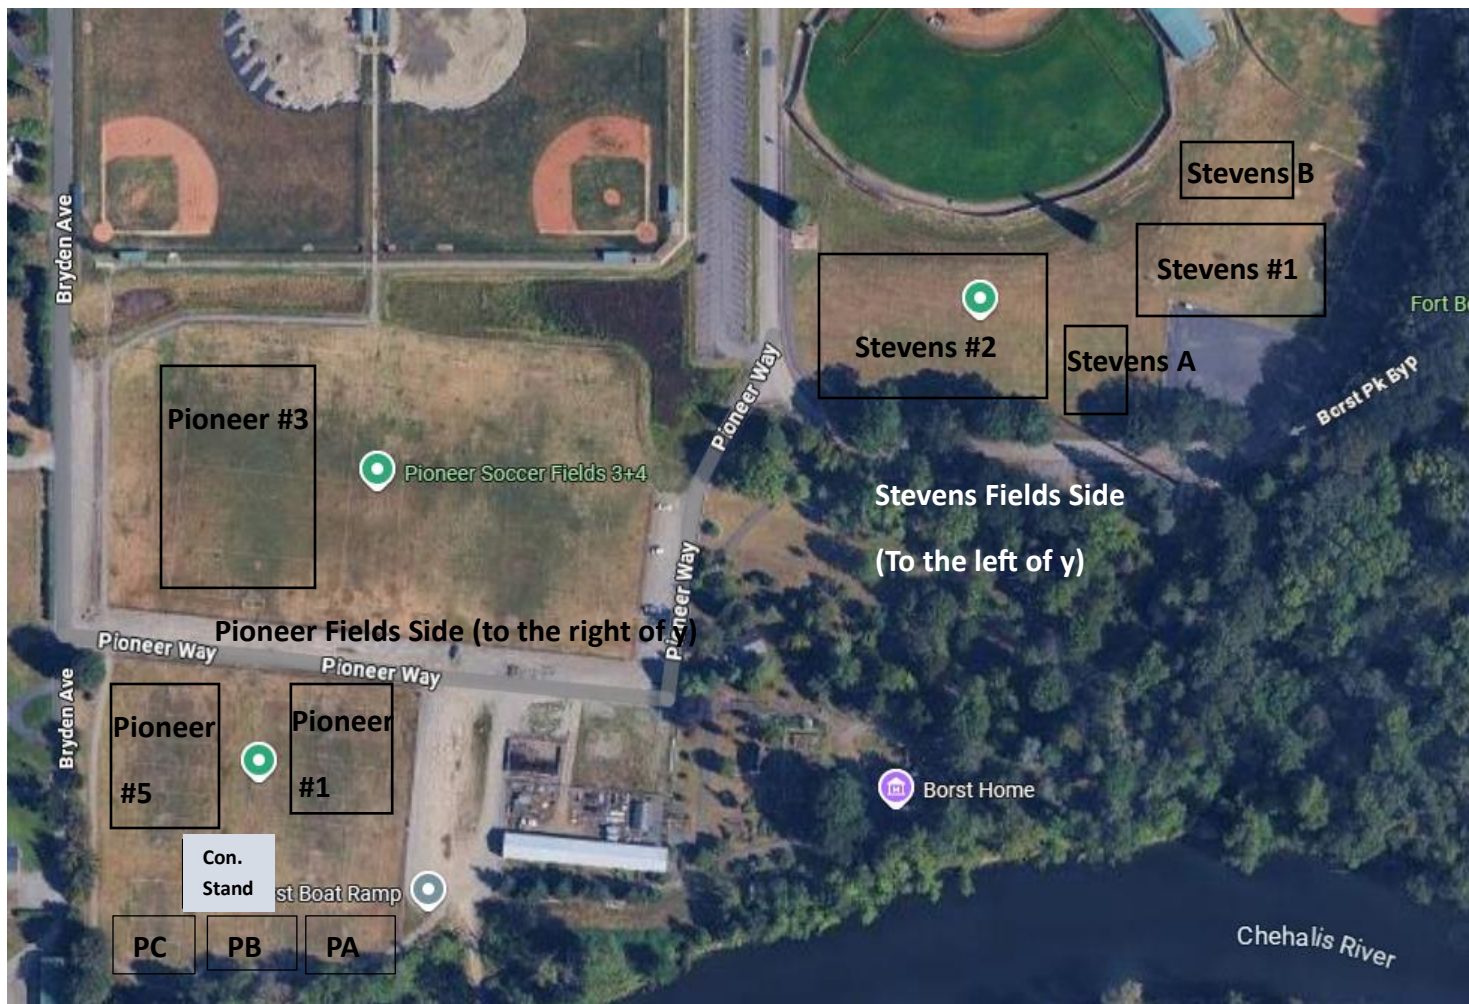 Stevens B
Bryden Ave
Stevens #1
Fort Bo
Stevens #2
Stevens A
Pioneer Way
Borst Pk Byp
Pioneer #3
Pioneer Soccer Fields 3+4
Stevens Fields Side
(To the left of y)
Pioneer Way
Pioneer Fields Side (to the right of y)
Pioneer Way
Pioneer Way
Bryden Ave
Pioneer
#5
Pioneer
#1
Borst Home
Con.
Stand
st Boat Ramp
PC
PB
PA
Chehalis River